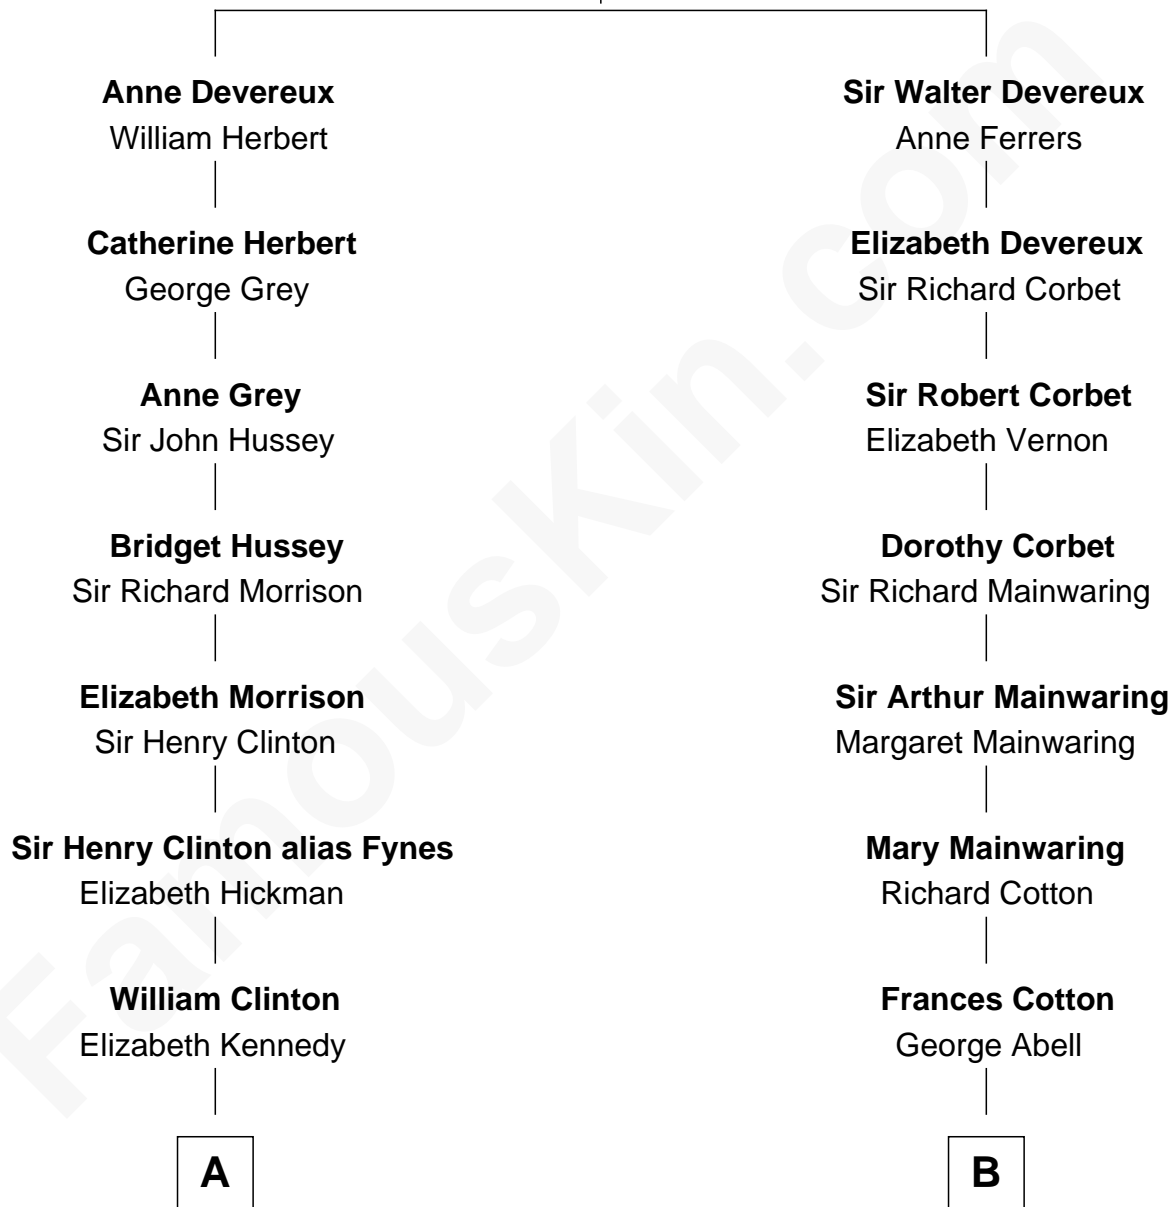 Anne Devereux
William Herbert
Catherine Herbert
George Grey
Anne Grey
Sir John Hussey
Bridget Hussey
Sir Richard Morrison
Elizabeth Morrison
Sir Henry Clinton
Sir Henry Clinton alias Fynes
Elizabeth Hickman
William Clinton
Elizabeth Kennedy
A
Sir Walter Devereux
Anne Ferrers
Elizabeth Devereux
Sir Richard Corbet
Sir Robert Corbet
Elizabeth Vernon
Dorothy Corbet
Sir Richard Mainwaring
Sir Arthur Mainwaring
Margaret Mainwaring
Mary Mainwaring
Richard Cotton
Frances Cotton
George Abell
B
FamousKin.com